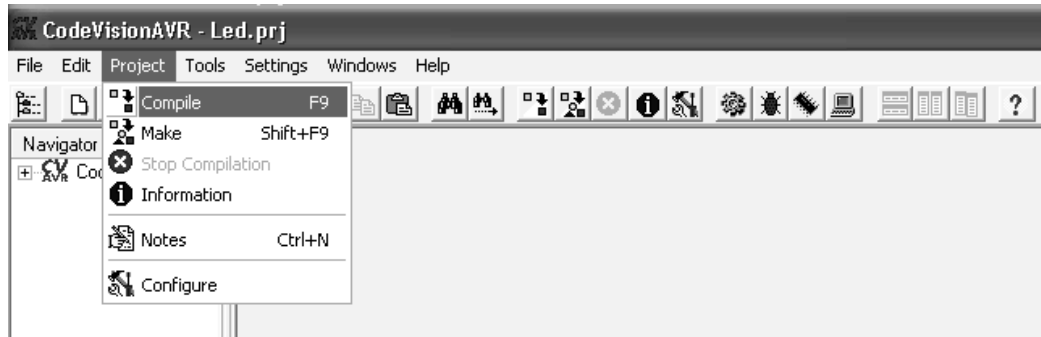 CodeVisionAVR - Led.prj
File Edit Project Tools Settings Windows Help
?
Navigator
Compile F9
Make Shift+F9
Stop Compilation
Information
Notes Ctrl+N
Configure